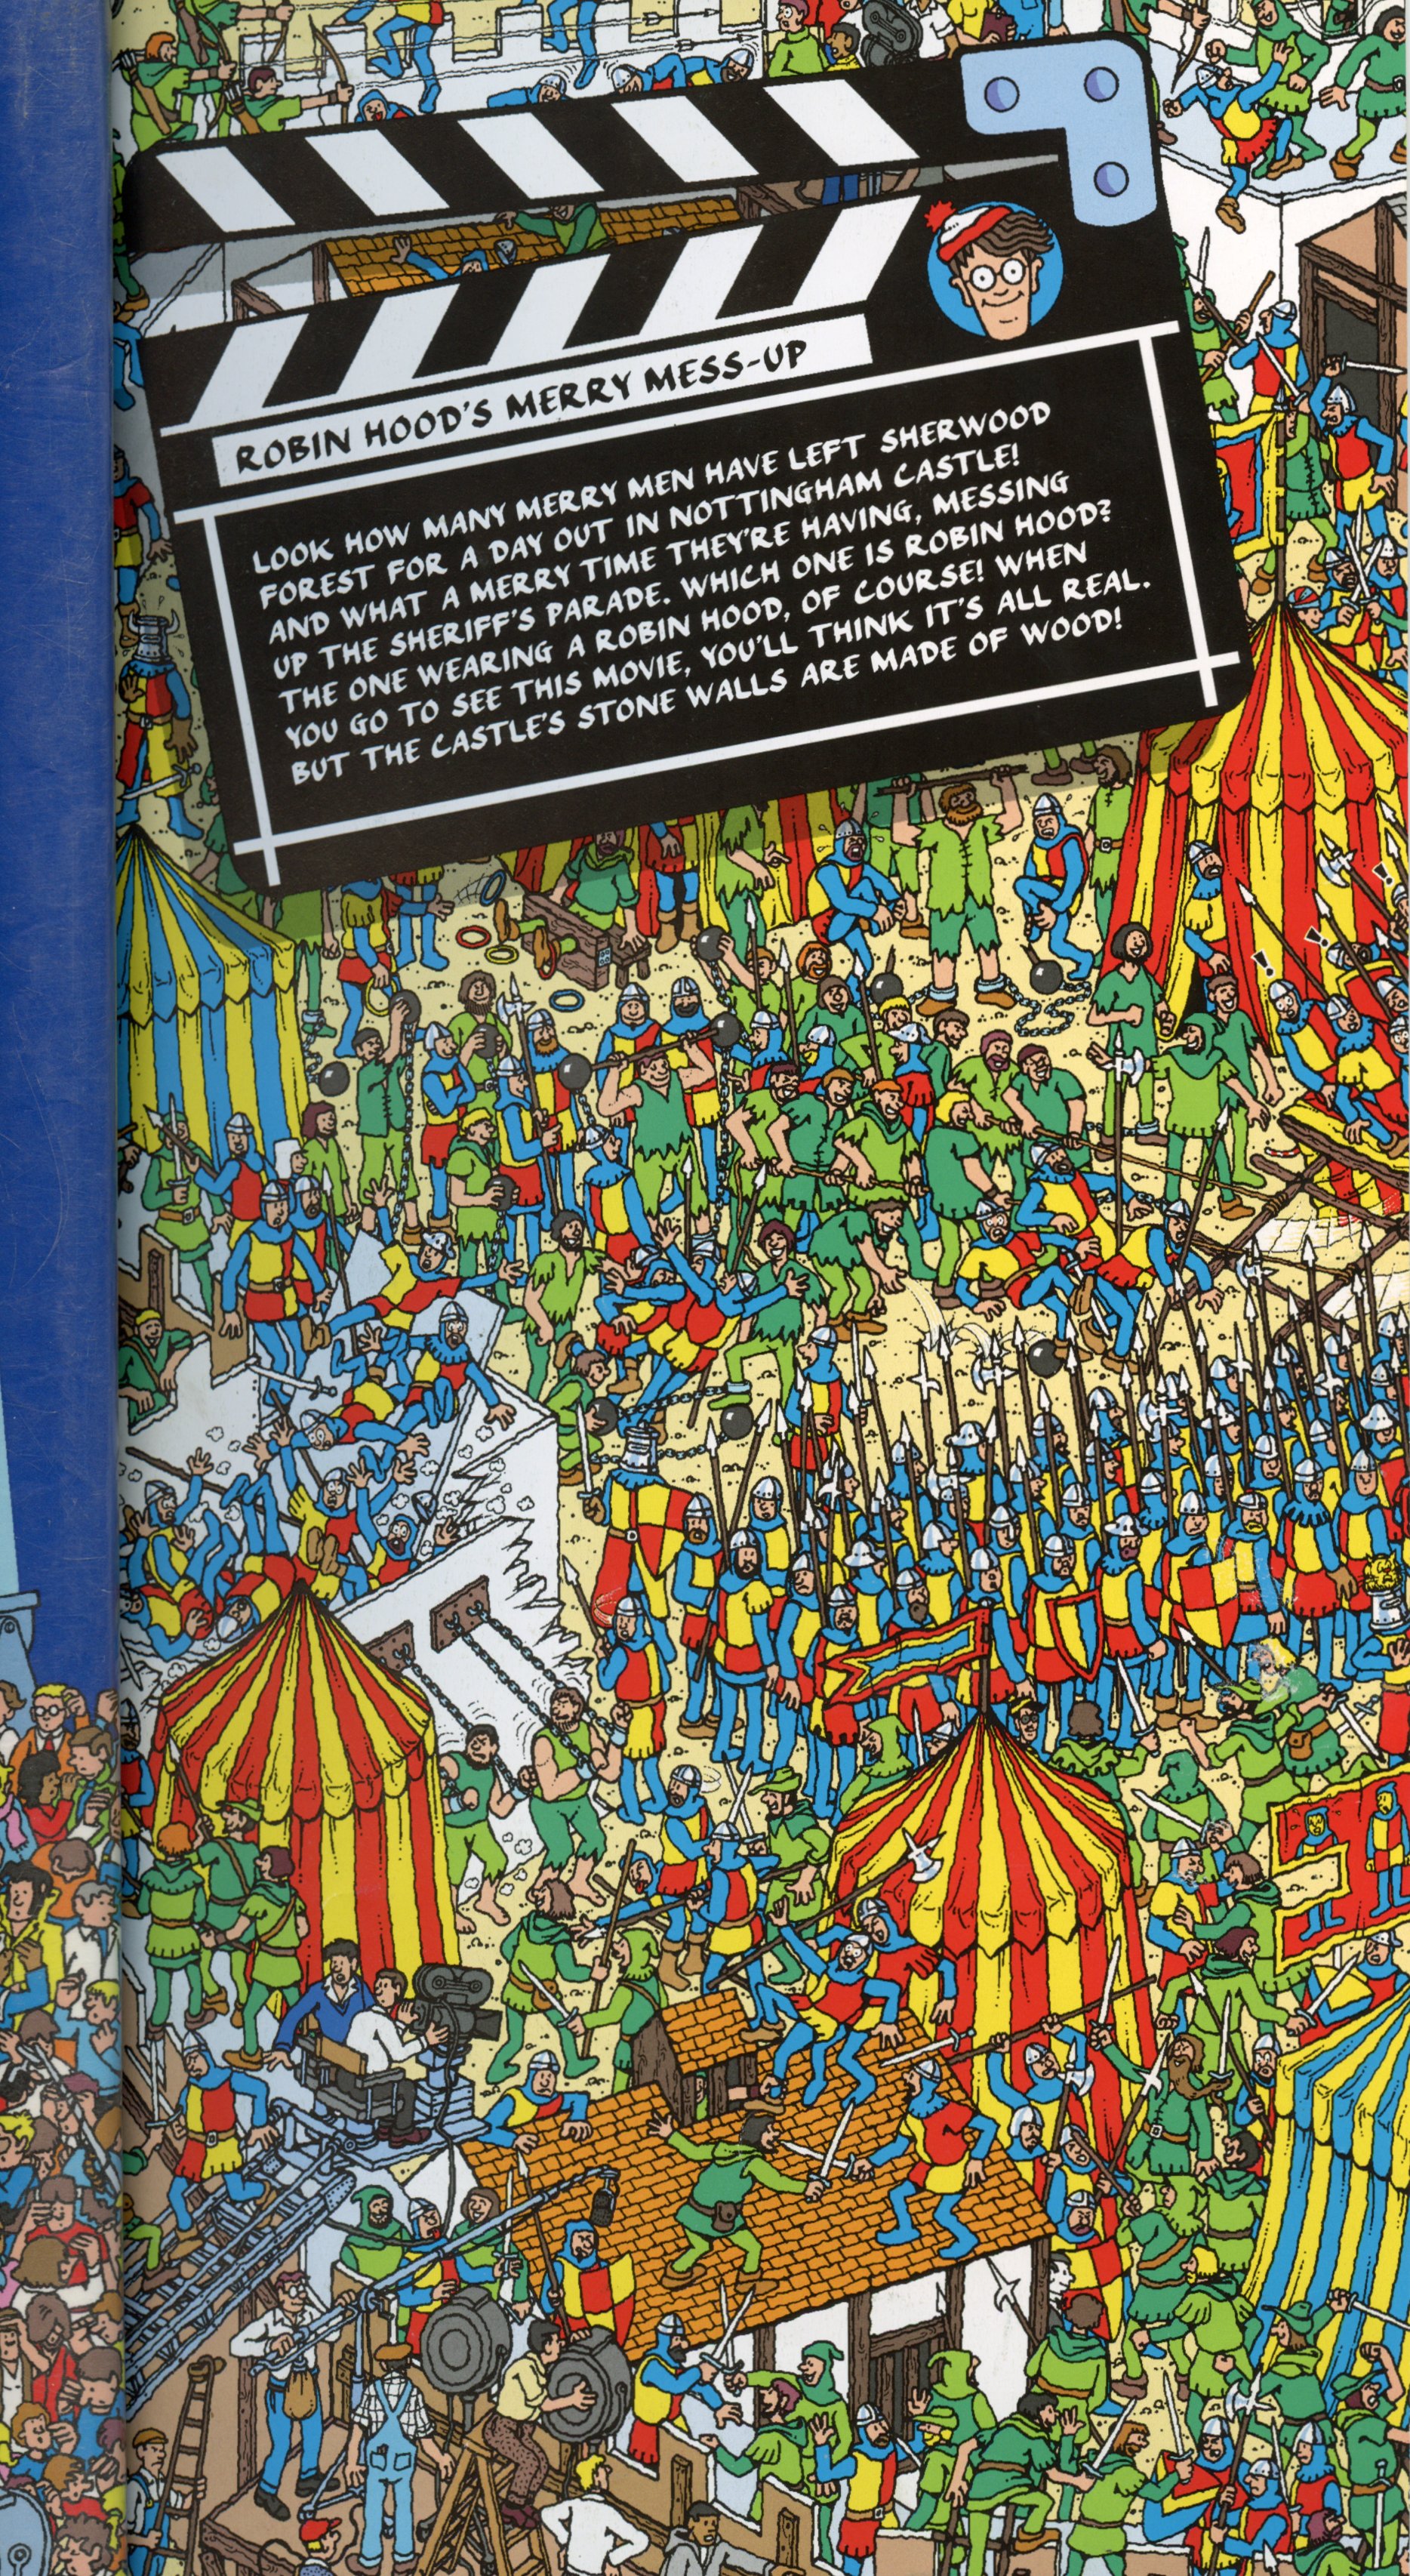 ROBIN HOOD'S MERRY MESS-UP
LOOK HOW MANY MERRY MEN HAVE LEFT SHERWOOD
FOREST FOR A DAY OUT IN NOTTINGHAM CASTLE!
AND WHAT A MERRY TIME THEY'RE HAVING, MESSING
UP THE SHERIFF'S PARADE. WHICH ONE IS ROBIN HOOD?
THE ONE WEARING A ROBIN HOOD, OF COURSE! WHEN
YOU GO TO SEE THIS MOVIE, YOU'LL THINK IT'S ALL REAL.
BUT THE CASTLE'S STONE WALLS ARE MADE OF WOOD!
! ! !